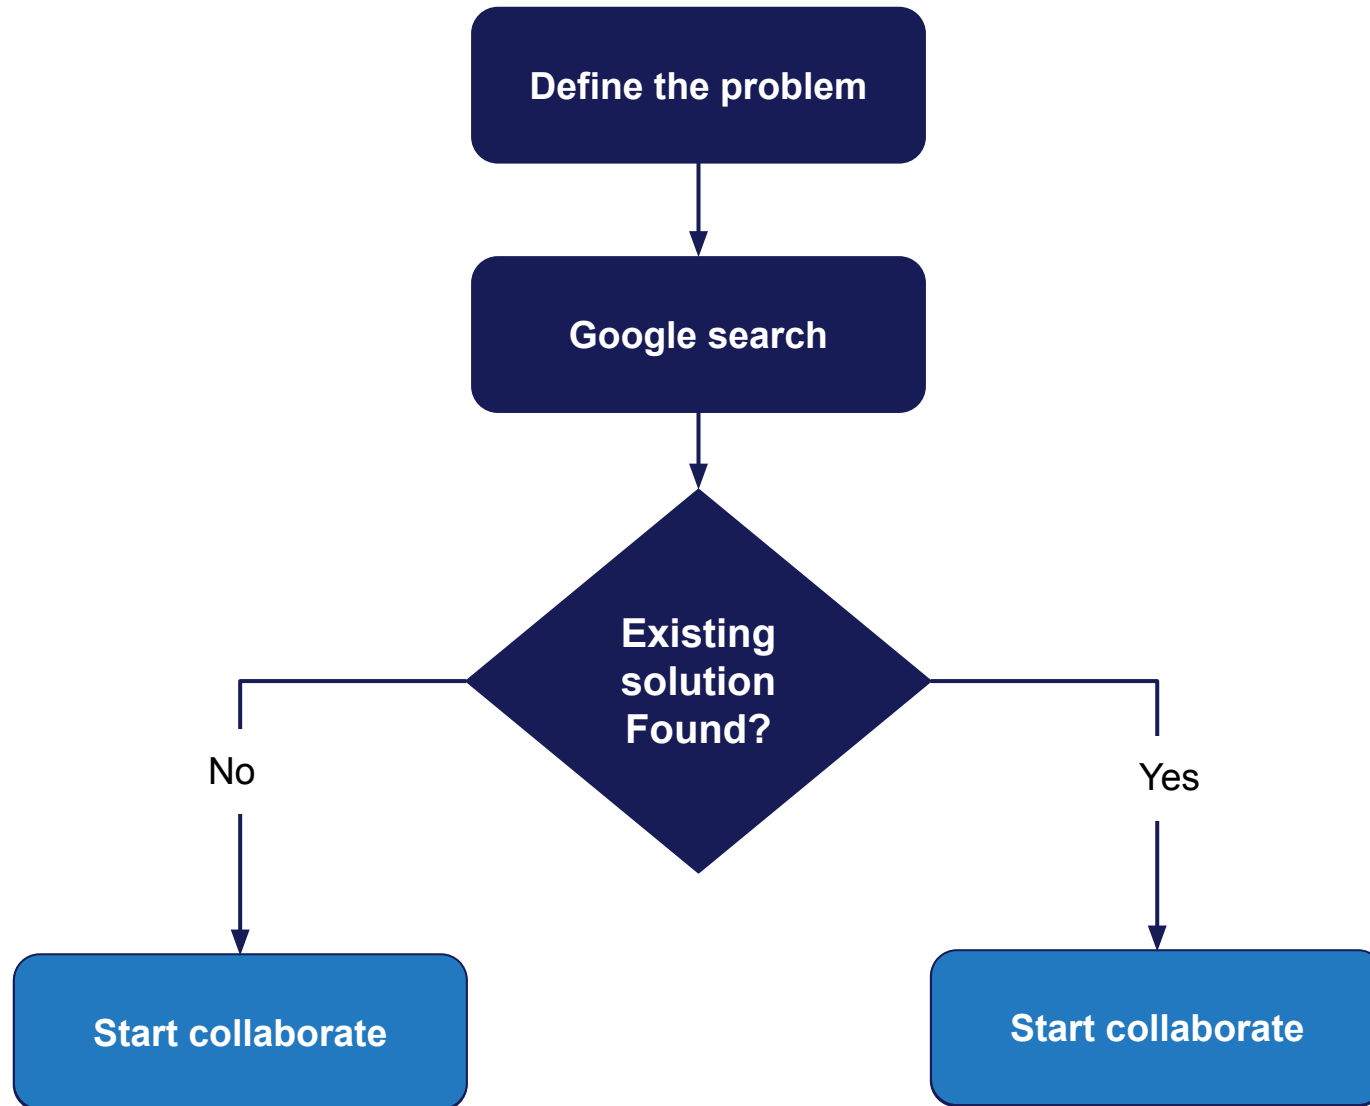 Define the problem
Google search
Existing
solution
Found?
No
Yes
Start collaborate
Start collaborate